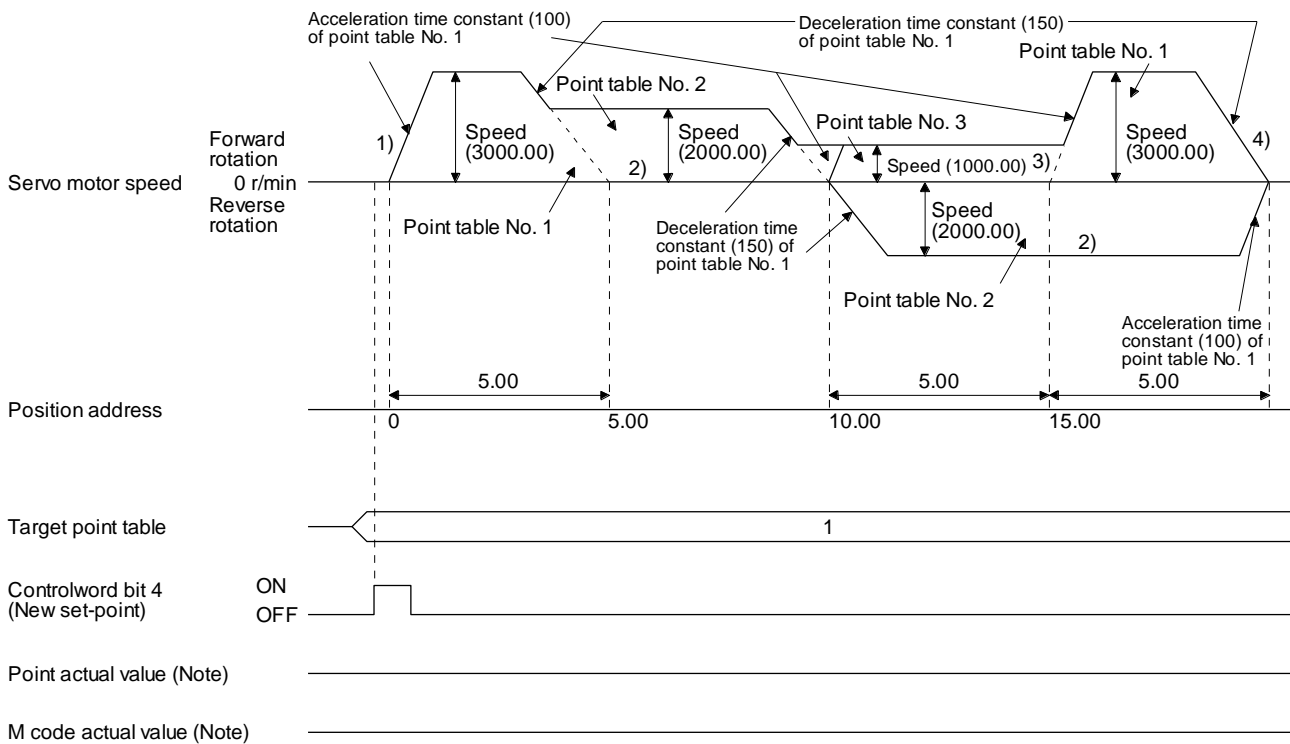 Acceleration time constant (100)
of point table No. 1
Deceleration time constant (150)
of point table No. 1
Point table No. 1
Point table No. 2
Point table No. 3
1)
Speed
(3000.00)
2)
Speed
(2000.00)
Speed (1000.00)
3)
Speed
(3000.00)
4)
Forward
rotation
Servo motor speed
0 r/min
Reverse
rotation
Point table No. 1
Deceleration time
constant (150) of
point table No. 1
Speed
(2000.00)
2)
Point table No. 2
Acceleration time
constant (100) of
point table No. 1
5.00
5.00
5.00
Position address
0
5.00
10.00
15.00
Target point table
1
Controlword bit 4
(New set-point)
ON
OFF
Point actual value (Note)
M code actual value (Note)